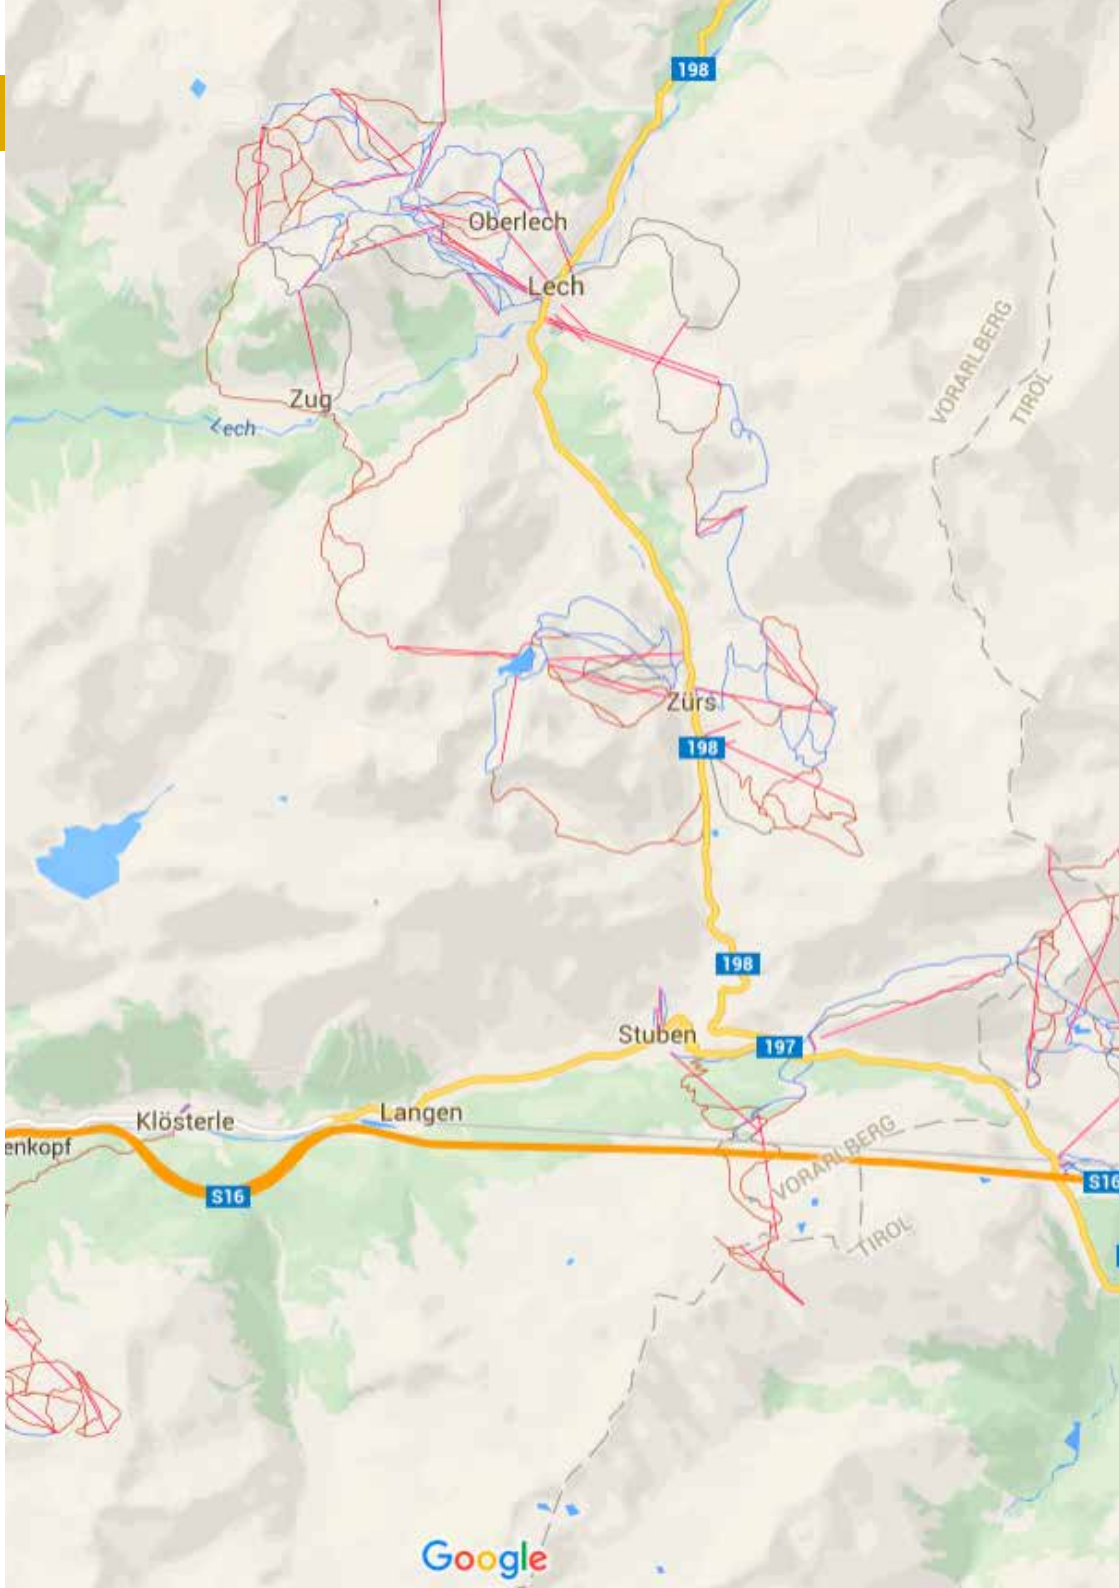 198
Oberlech
Lech
VORARLBERG
TIROL
Zug
Lech
Zürs
198
198
Stuben
197
Klösterle
Langen
enkopf
VORARLBERG
S16
S16
TIROL
Google